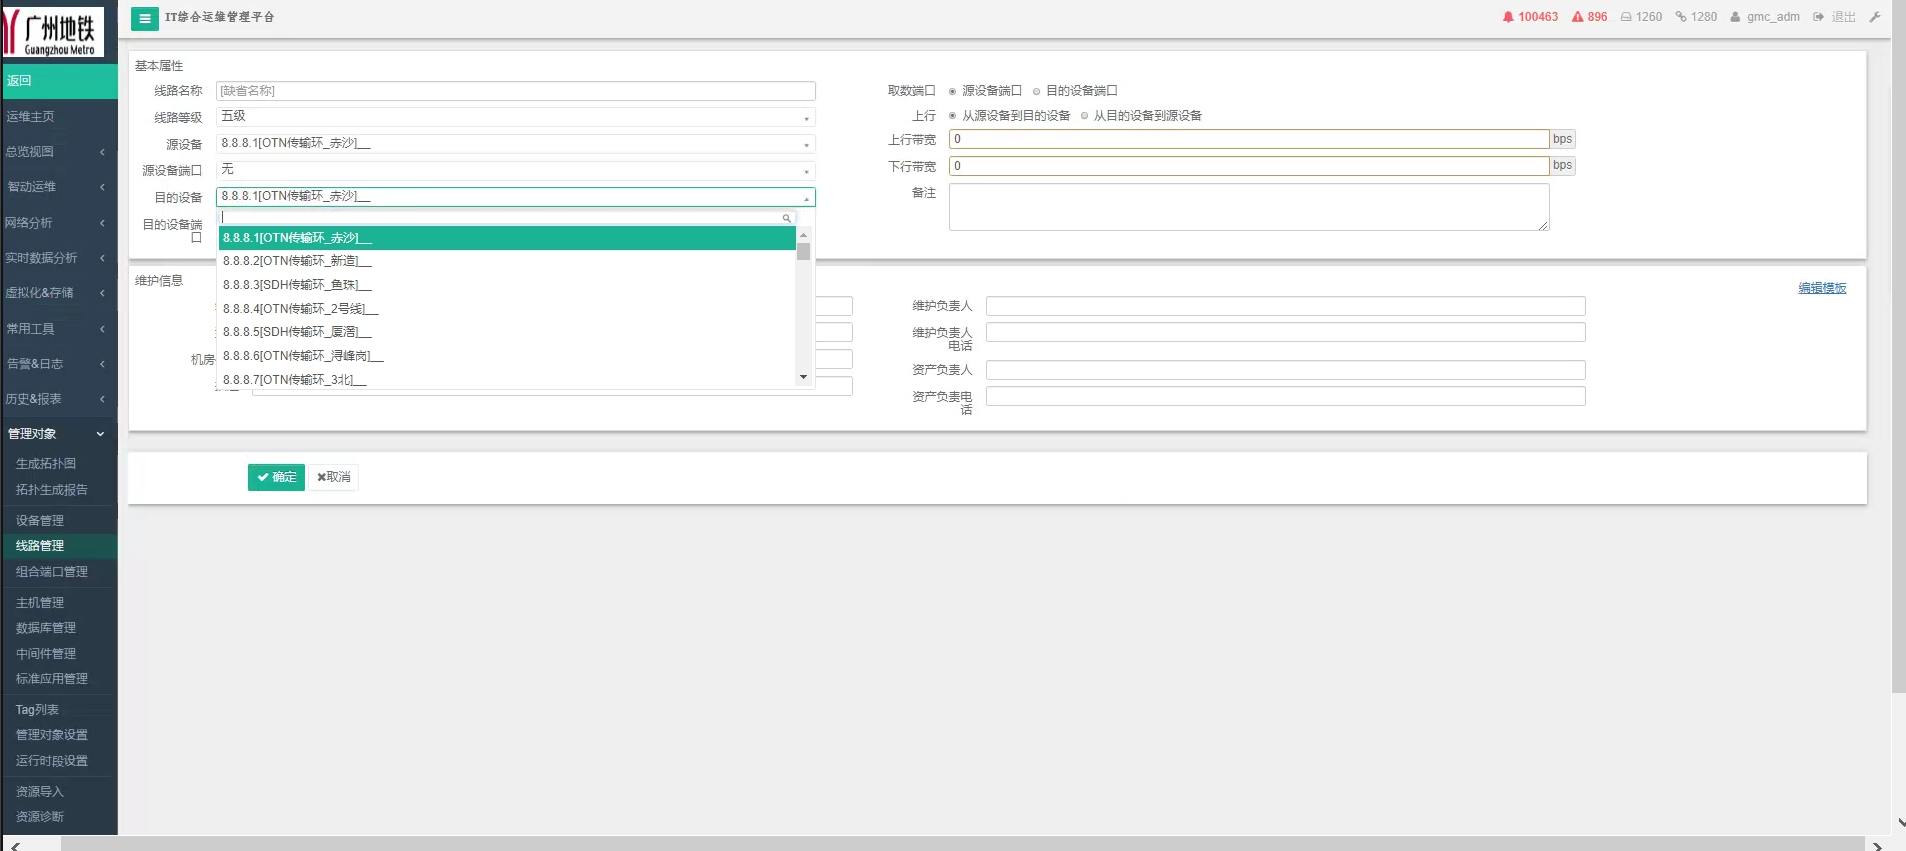 广州地铁
Guangzhou Metro
IT综合运维管理平台
100463 896 1260 1280 gmc_adm 退出
返回
运维主页
总览视图
智动运维
网络分析
实时数据分析
虚拟化&存储
常用工具
告警&日志
历史&报表
管理对象
生成拓扑图
拓扑生成报告
设备管理
线路管理
组合端口管理
主机管理
数据库管理
中间件管理
标准应用管理
Tag列表
管理对象设置
运行时段设置
资源导入
资源诊断
基本属性
线路名称 [缺省名称]
线路等级 五级
源设备 8.8.8.1[OTN传输环_赤沙]__
源设备端口 无
目的设备 8.8.8.1[OTN传输环_赤沙]__
目的设备端
口
8.8.8.1[OTN传输环_赤沙]__
8.8.8.2[OTN传输环_新造]__
8.8.8.3[SDH传输环_鱼珠]__
8.8.8.4[OTN传输环_2号线]__
8.8.8.5[SDH传输环_厦滘]__
8.8.8.6[OTN传输环_浔峰岗]__
8.8.8.7[OTN传输环_3北]__
取数端口 源设备端口 目的设备端口
上行 从源设备到目的设备 从目的设备到源设备
上行带宽 0 bps
下行带宽 0 bps
备注
维护信息
编辑模板
机房
维护负责人
维护负责人
电话
资产负责人
资产负责电
话
确定 取消